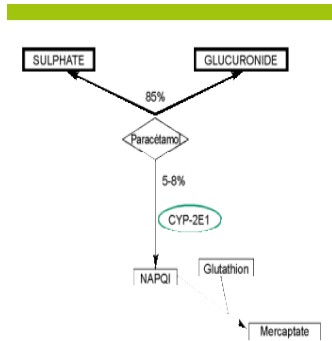 SULPHATE
GLUCURONIDE
85%
Paracétamol
5-8%
CYP-2E1
NAPQI
Glutathion
Mercaptate